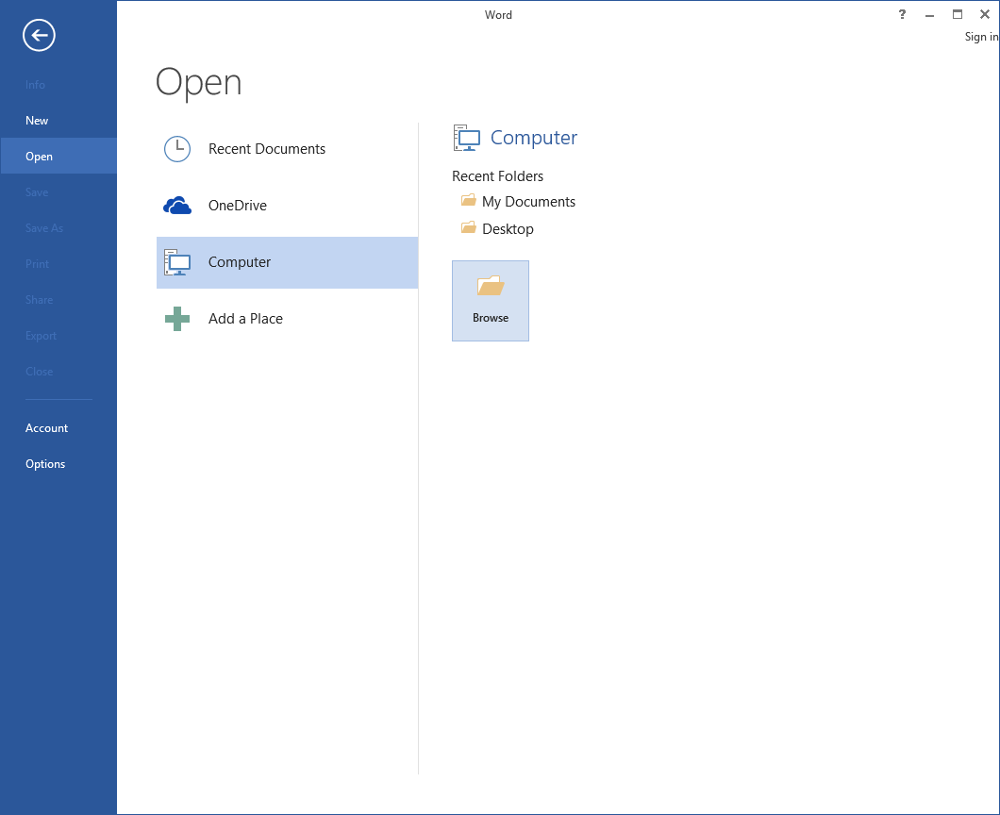 Word
?
Sign in
Info
New
Open
Save
Save As
Print
Share
Export
Close
Account
Options
Open
Recent Documents
OneDrive
Computer
Add a Place
Computer
Recent Folders
My Documents
Desktop
Browse